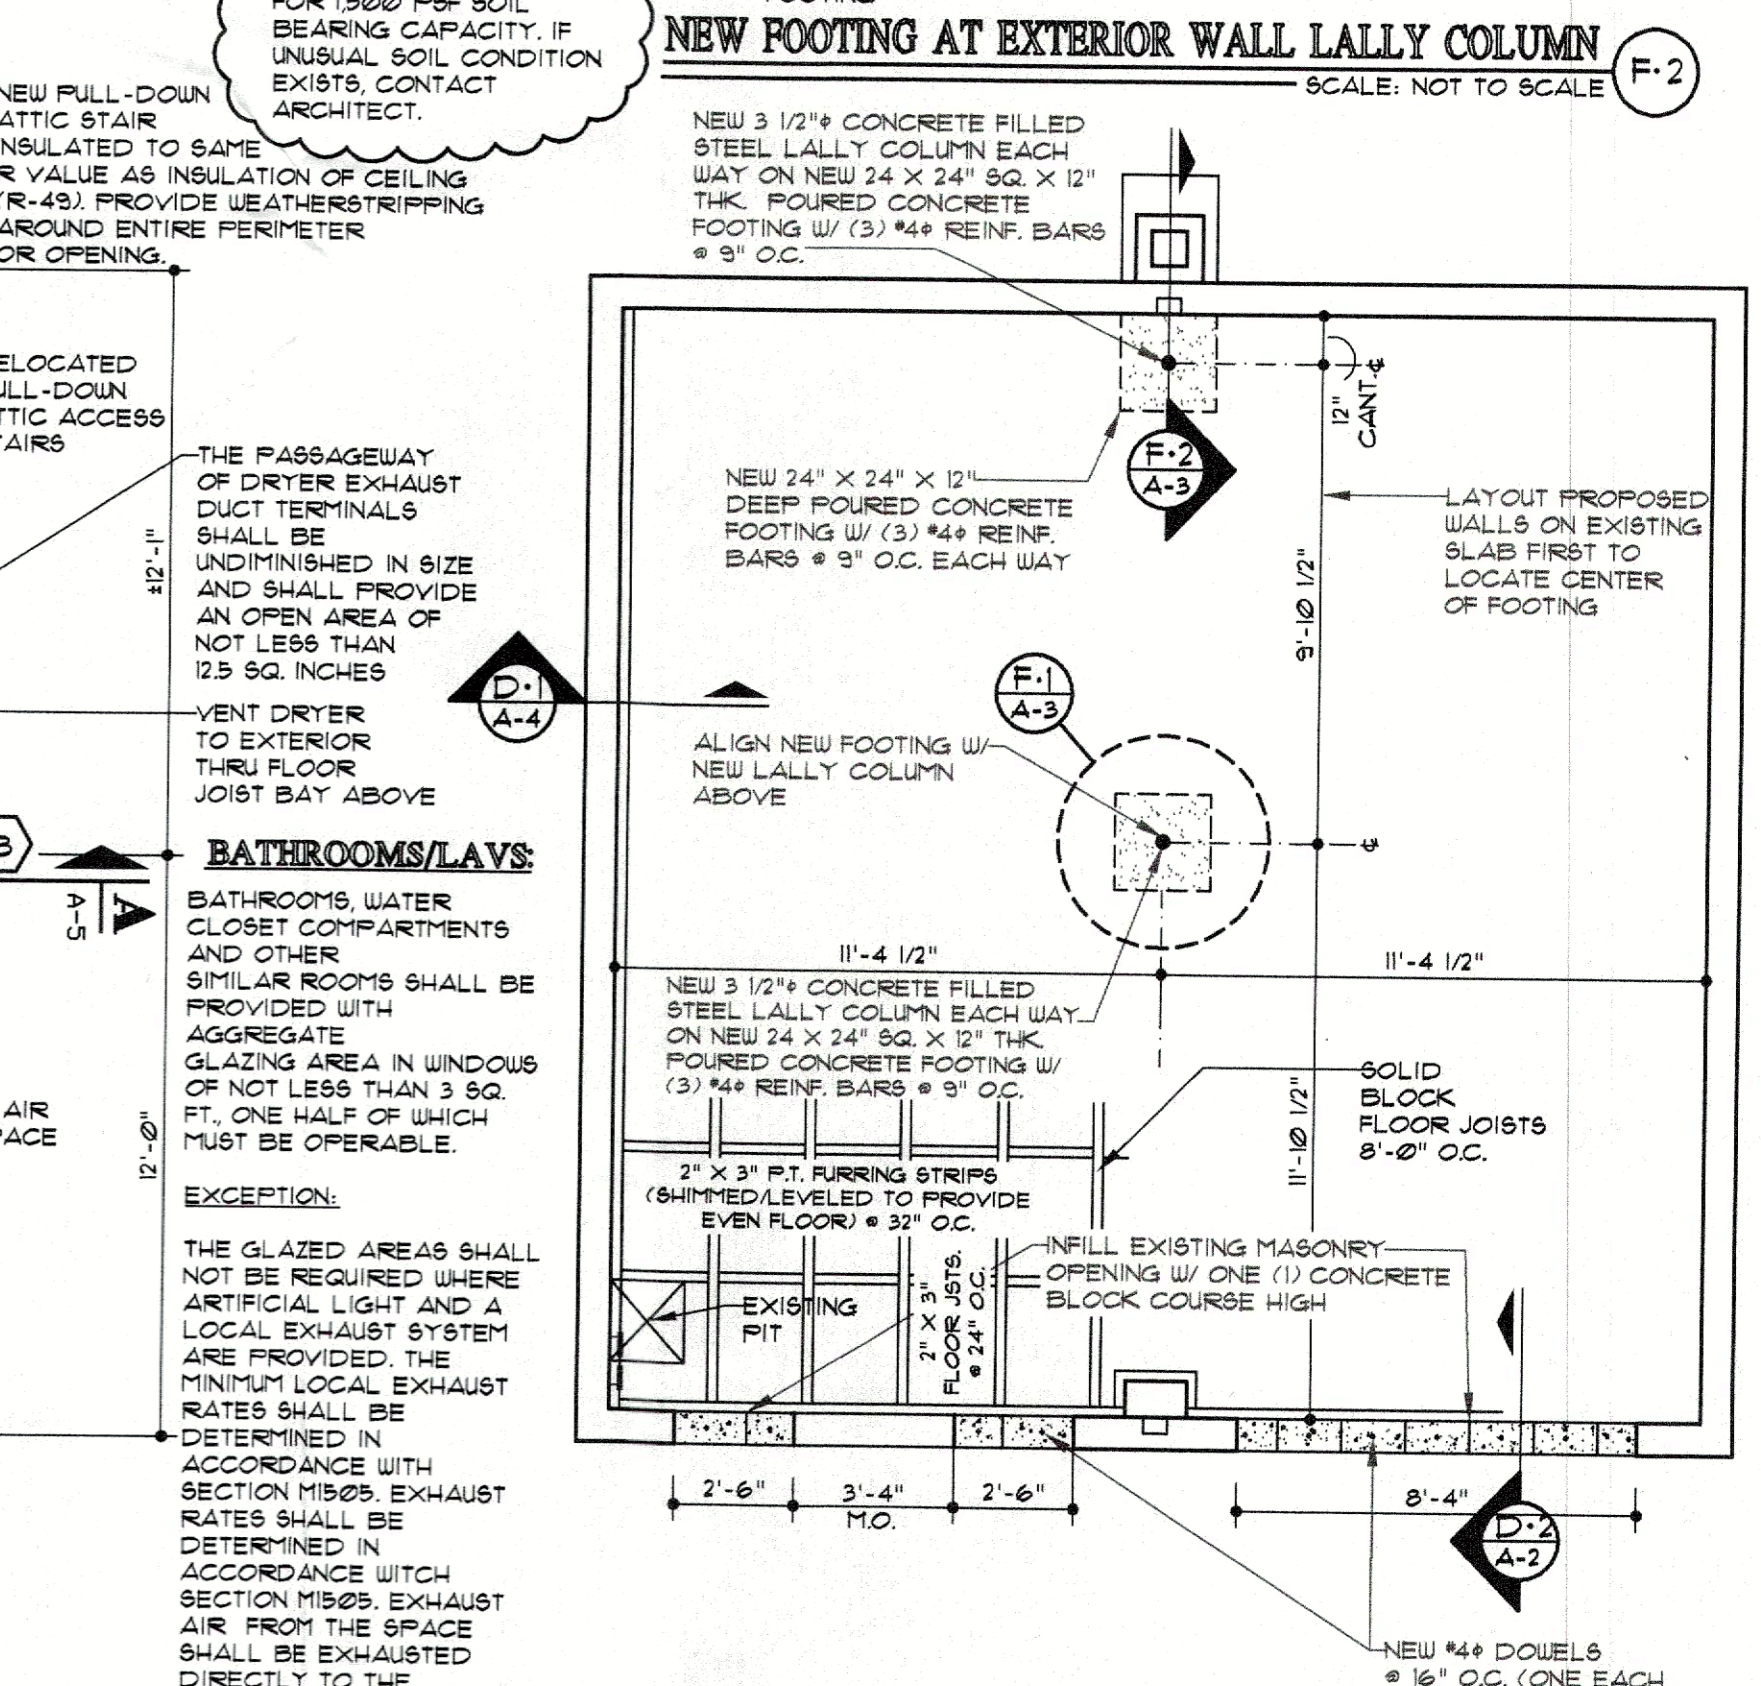 FOR 1,500 PSF SOIL
BEARING CAPACITY. IF
UNUSUAL SOIL CONDITION
EXISTS, CONTACT
ARCHITECT.
FOOTING
NEW FOOTING AT EXTERIOR WALL LALLY COLUMN
F•2
SCALE: NOT TO SCALE
NEW PULL-DOWN
ATTIC STAIR
INSULATED TO SAME
R VALUE AS INSULATION OF CEILING
(R-49). PROVIDE WEATHERSTRIPPING
AROUND ENTIRE PERIMETER
OR OPENING.
ELOCATED
ULL-DOWN
TTIC ACCESS
TAIRS
±12'-1"
THE PASSAGEWAY
OF DRYER EXHAUST
DUCT TERMINALS
SHALL BE
UNDIMINISHED IN SIZE
AND SHALL PROVIDE
AN OPEN AREA OF
NOT LESS THAN
12.5 SQ. INCHES
VENT DRYER
TO EXTERIOR
THRU FLOOR
JOIST BAY ABOVE
B
A
A-5
AIR
PACE
12'-0"
BATHROOMS/LAVS:
BATHROOMS, WATER
CLOSET COMPARTMENTS
AND OTHER
SIMILAR ROOMS SHALL BE
PROVIDED WITH
AGGREGATE
GLAZING AREA IN WINDOWS
OF NOT LESS THAN 3 SQ.
FT., ONE HALF OF WHICH
MUST BE OPERABLE.
EXCEPTION:
THE GLAZED AREAS SHALL
NOT BE REQUIRED WHERE
ARTIFICIAL LIGHT AND A
LOCAL EXHAUST SYSTEM
ARE PROVIDED. THE
MINIMUM LOCAL EXHAUST
RATES SHALL BE
DETERMINED IN
ACCORDANCE WITH
SECTION M1505. EXHAUST
RATES SHALL BE
DETERMINED IN
ACCORDANCE WITCH
SECTION M1505. EXHAUST
AIR FROM THE SPACE
SHALL BE EXHAUSTED
DIRECTLY TO THE
NEW 3 1/2"ϕ CONCRETE FILLED
STEEL LALLY COLUMN EACH
WAY ON NEW 24 X 24" SQ. X 12"
THK. POURED CONCRETE
FOOTING W/ (3) #4ϕ REINF. BARS
@ 9" O.C.
12"
CANT.
℄
F•2
A-3
NEW 24" X 24" X 12"
DEEP POURED CONCRETE
FOOTING W/ (3) #4ϕ REINF.
BARS @ 9" O.C. EACH WAY
LAYOUT PROPOSED
WALLS ON EXISTING
SLAB FIRST TO
LOCATE CENTER
OF FOOTING
9'-10 1/2"
D•1
A-4
F•1
A-3
ALIGN NEW FOOTING W/
NEW LALLY COLUMN
ABOVE
℄
11'-4 1/2"
11'-4 1/2"
NEW 3 1/2"ϕ CONCRETE FILLED
STEEL LALLY COLUMN EACH WAY
ON NEW 24 X 24" SQ. X 12" THK.
POURED CONCRETE FOOTING W/
(3) #4ϕ REINF. BARS @ 9" O.C.
11'-10 1/2"
SOLID
BLOCK
FLOOR JOISTS
8'-0" O.C.
2" X 3" P.T. FURRING STRIPS
(SHIMMED/LEVELED TO PROVIDE
EVEN FLOOR) @ 32" O.C.
INFILL EXISTING MASONRY
OPENING W/ ONE (1) CONCRETE
BLOCK COURSE HIGH
EXISTING
PIT
2" X 3"
FLOOR JSTS.
@ 24" O.C.
2'-6"
3'-4"
M.O.
2'-6"
8'-4"
D•2
A-2
NEW #4ϕ DOWELS
@ 16" O.C. (ONE EACH